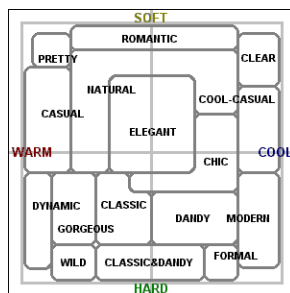 SOFT
ROMANTIC
PRETTY
CLEAR
NATURAL
CASUAL
COOL-CASUAL
ELEGANT
WARM
COOL
CHIC
DYNAMIC
CLASSIC
GORGEOUS
DANDY
MODERN
WILD
CLASSIC&DANDY
FORMAL
HARD